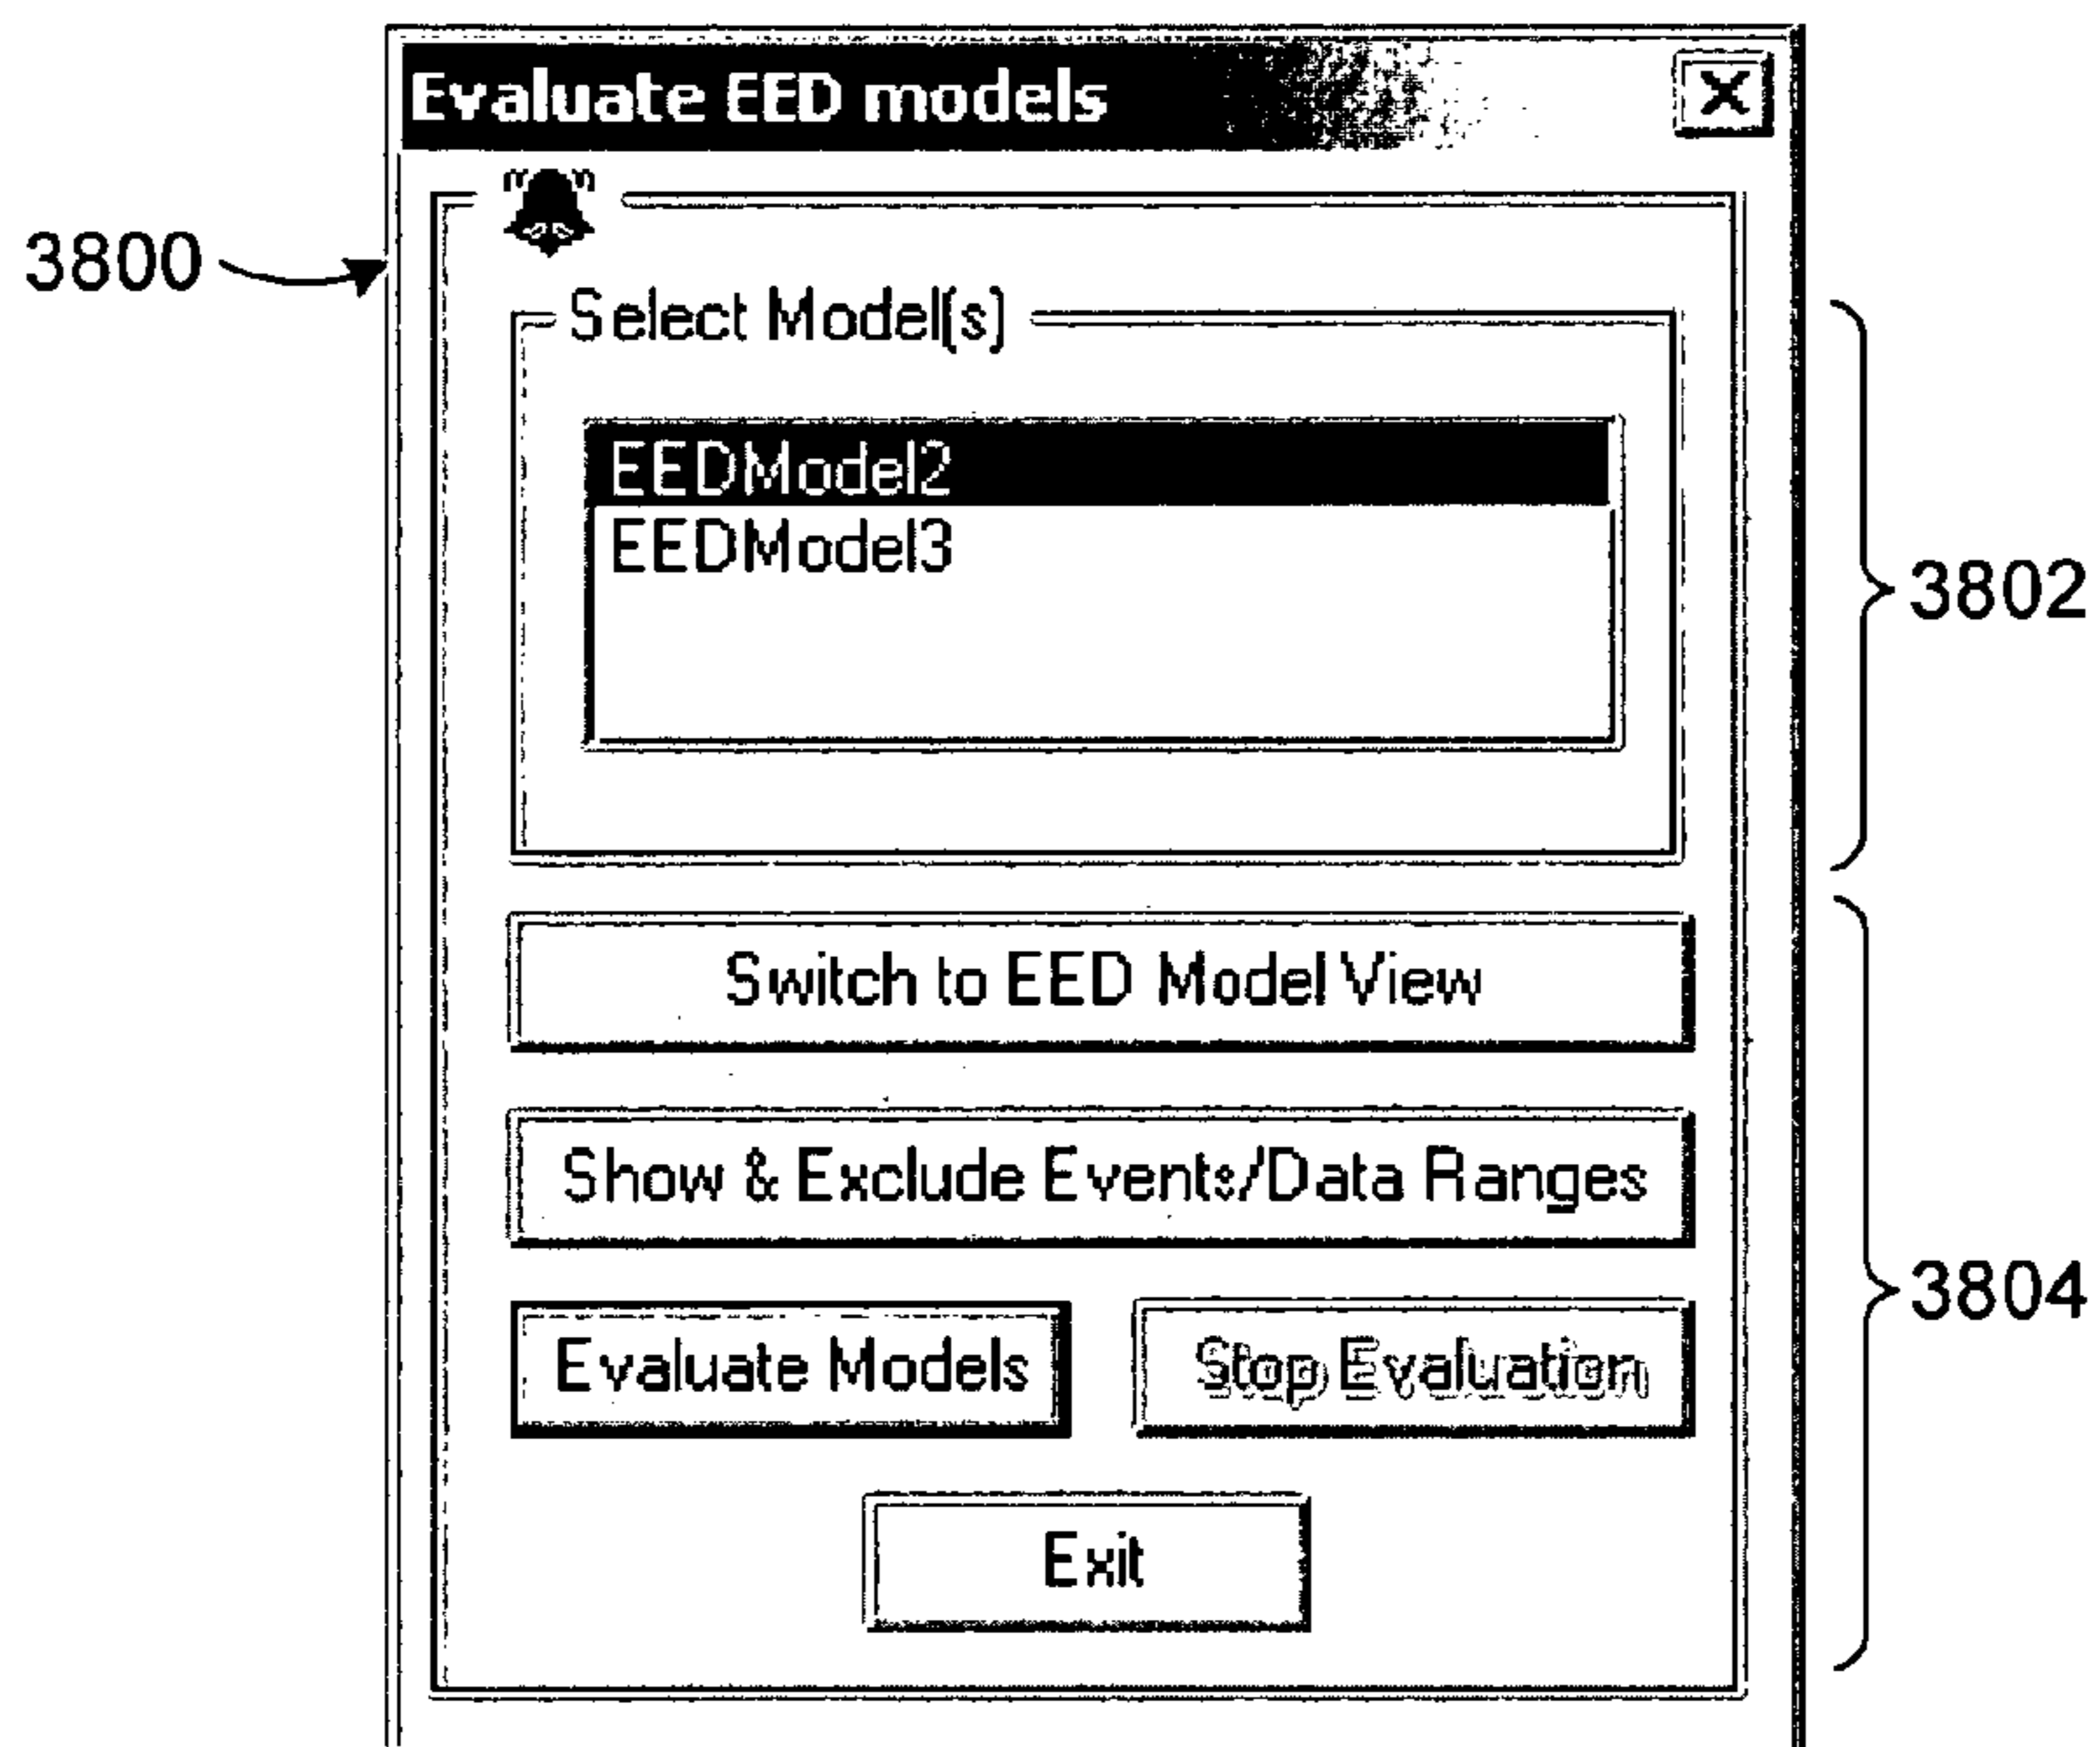 Evaluate EED models
X
3800
Select Model(s)
EEDModel2
EEDModel3
3802
Switch to EED Model View
Show & Exclude Events/Data Ranges
3804
Evaluate Models
Stop Evaluation
Exit